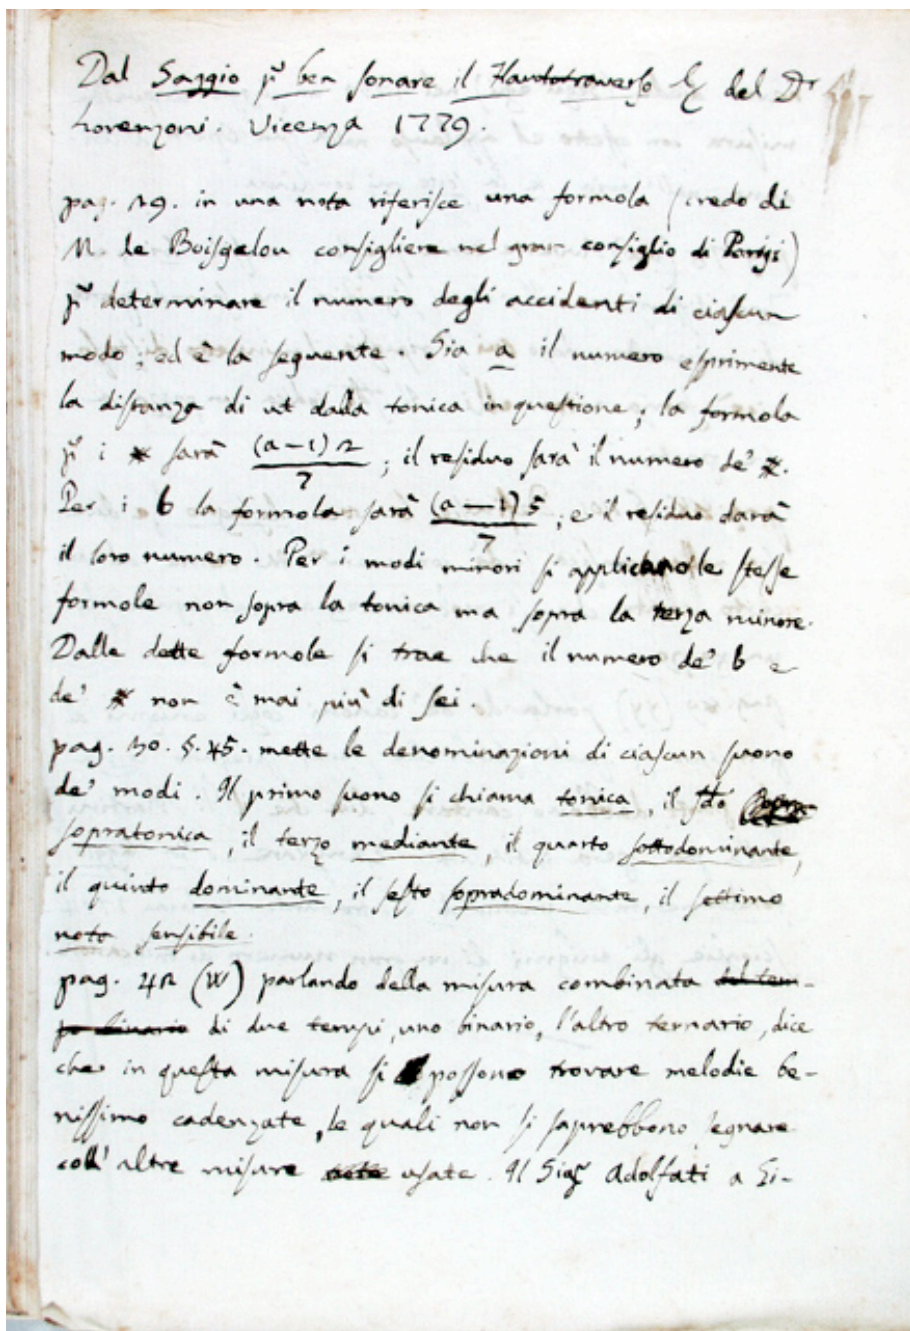 Dal Saggio p ben sonare il Flautotraverso &c del Dr
Lorenzoni. Vicenza 1779.
pag. 29. in una nota riferisce una formola (credo di
M. de Boisgelou consigliere nel gran consiglio di Parigi)
p determinare il numero degli accidenti di ciascun
modo; ed è la seguente. Sia a il numero esprimente
la distanza di ut dalla tonica in questione; la formola
p i # sarà (a-1)2/7; il residuo sarà il numero de' #.
Per i b la formola sarà (a-1)5/7; e il residuo darà
il loro numero. Per i modi minori si applicano le stesse
formole non sopra la tonica ma sopra la terza minore.
Dalle dette formole si trae che il numero de' b e
de' # non è mai più di sei.
pag. 30. §. 45. mette le denominazioni di ciascun suono
de' modi. Il primo suono si chiama tonica, il 2do
sopratonica, il terzo mediante, il quarto sottodominante,
il quinto dominante, il sesto sopradominante, il settimo
nota sensibile.
pag. 42 (W) parlando della misura combinata del tem-
po binario di due tempi, uno binario, l'altro ternario, dice
che in questa misura si possono trovare melodie be-
nissimo cadenzate, le quali non si saprebbono segnare
coll' altre misure usate. Il Sigr Adolfati a Ge-